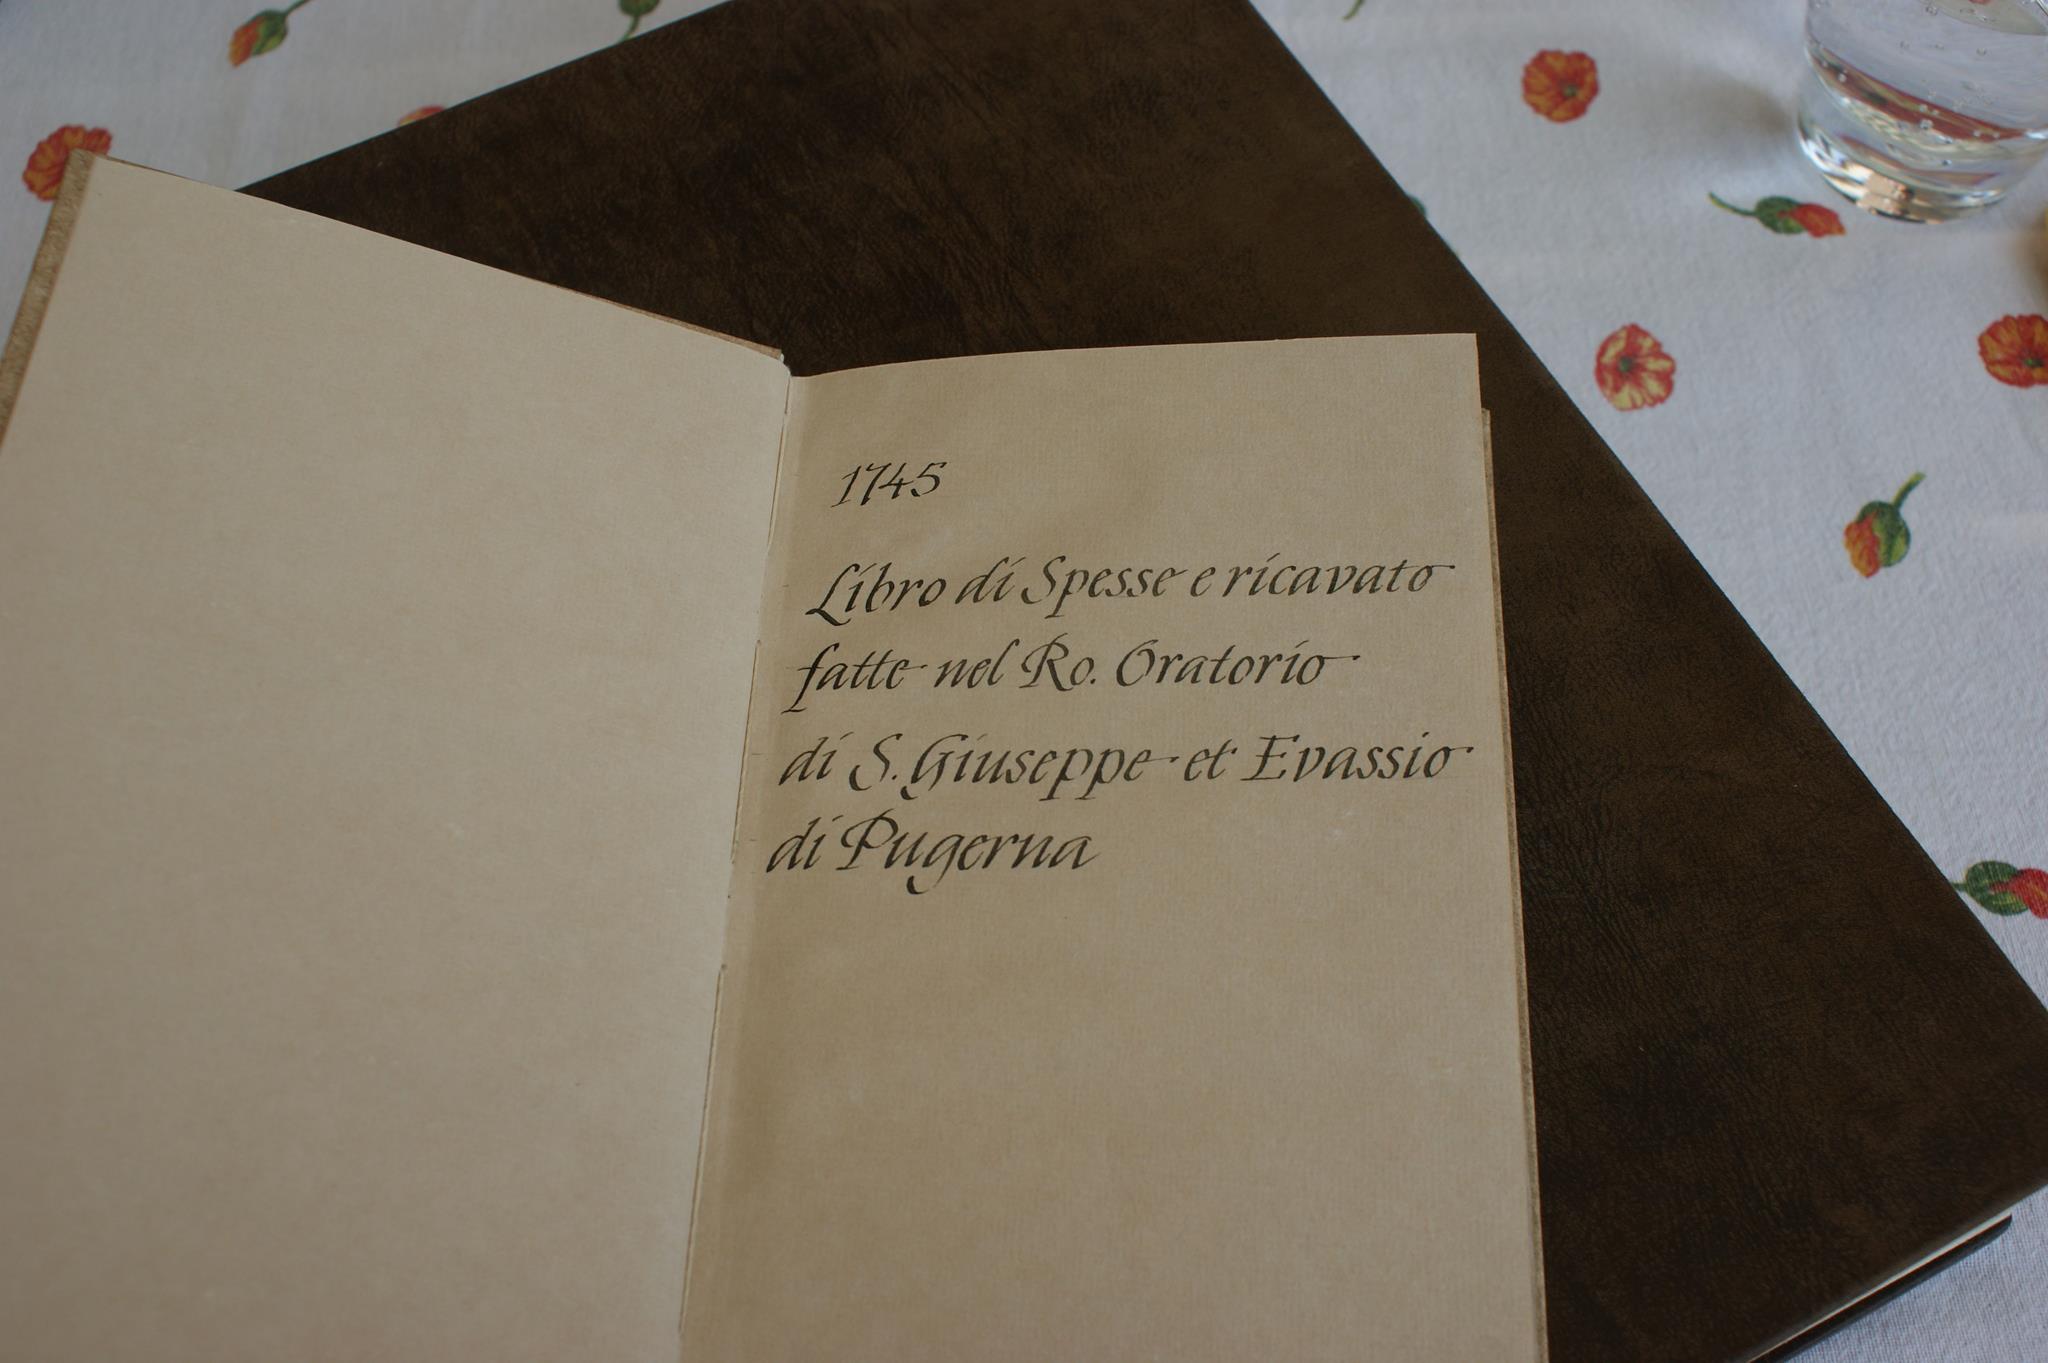 1745
Libro di Spesse e ricavato
fatte nel Ro. Oratorio
di S. Giuseppe et Evassio
di Pugerna